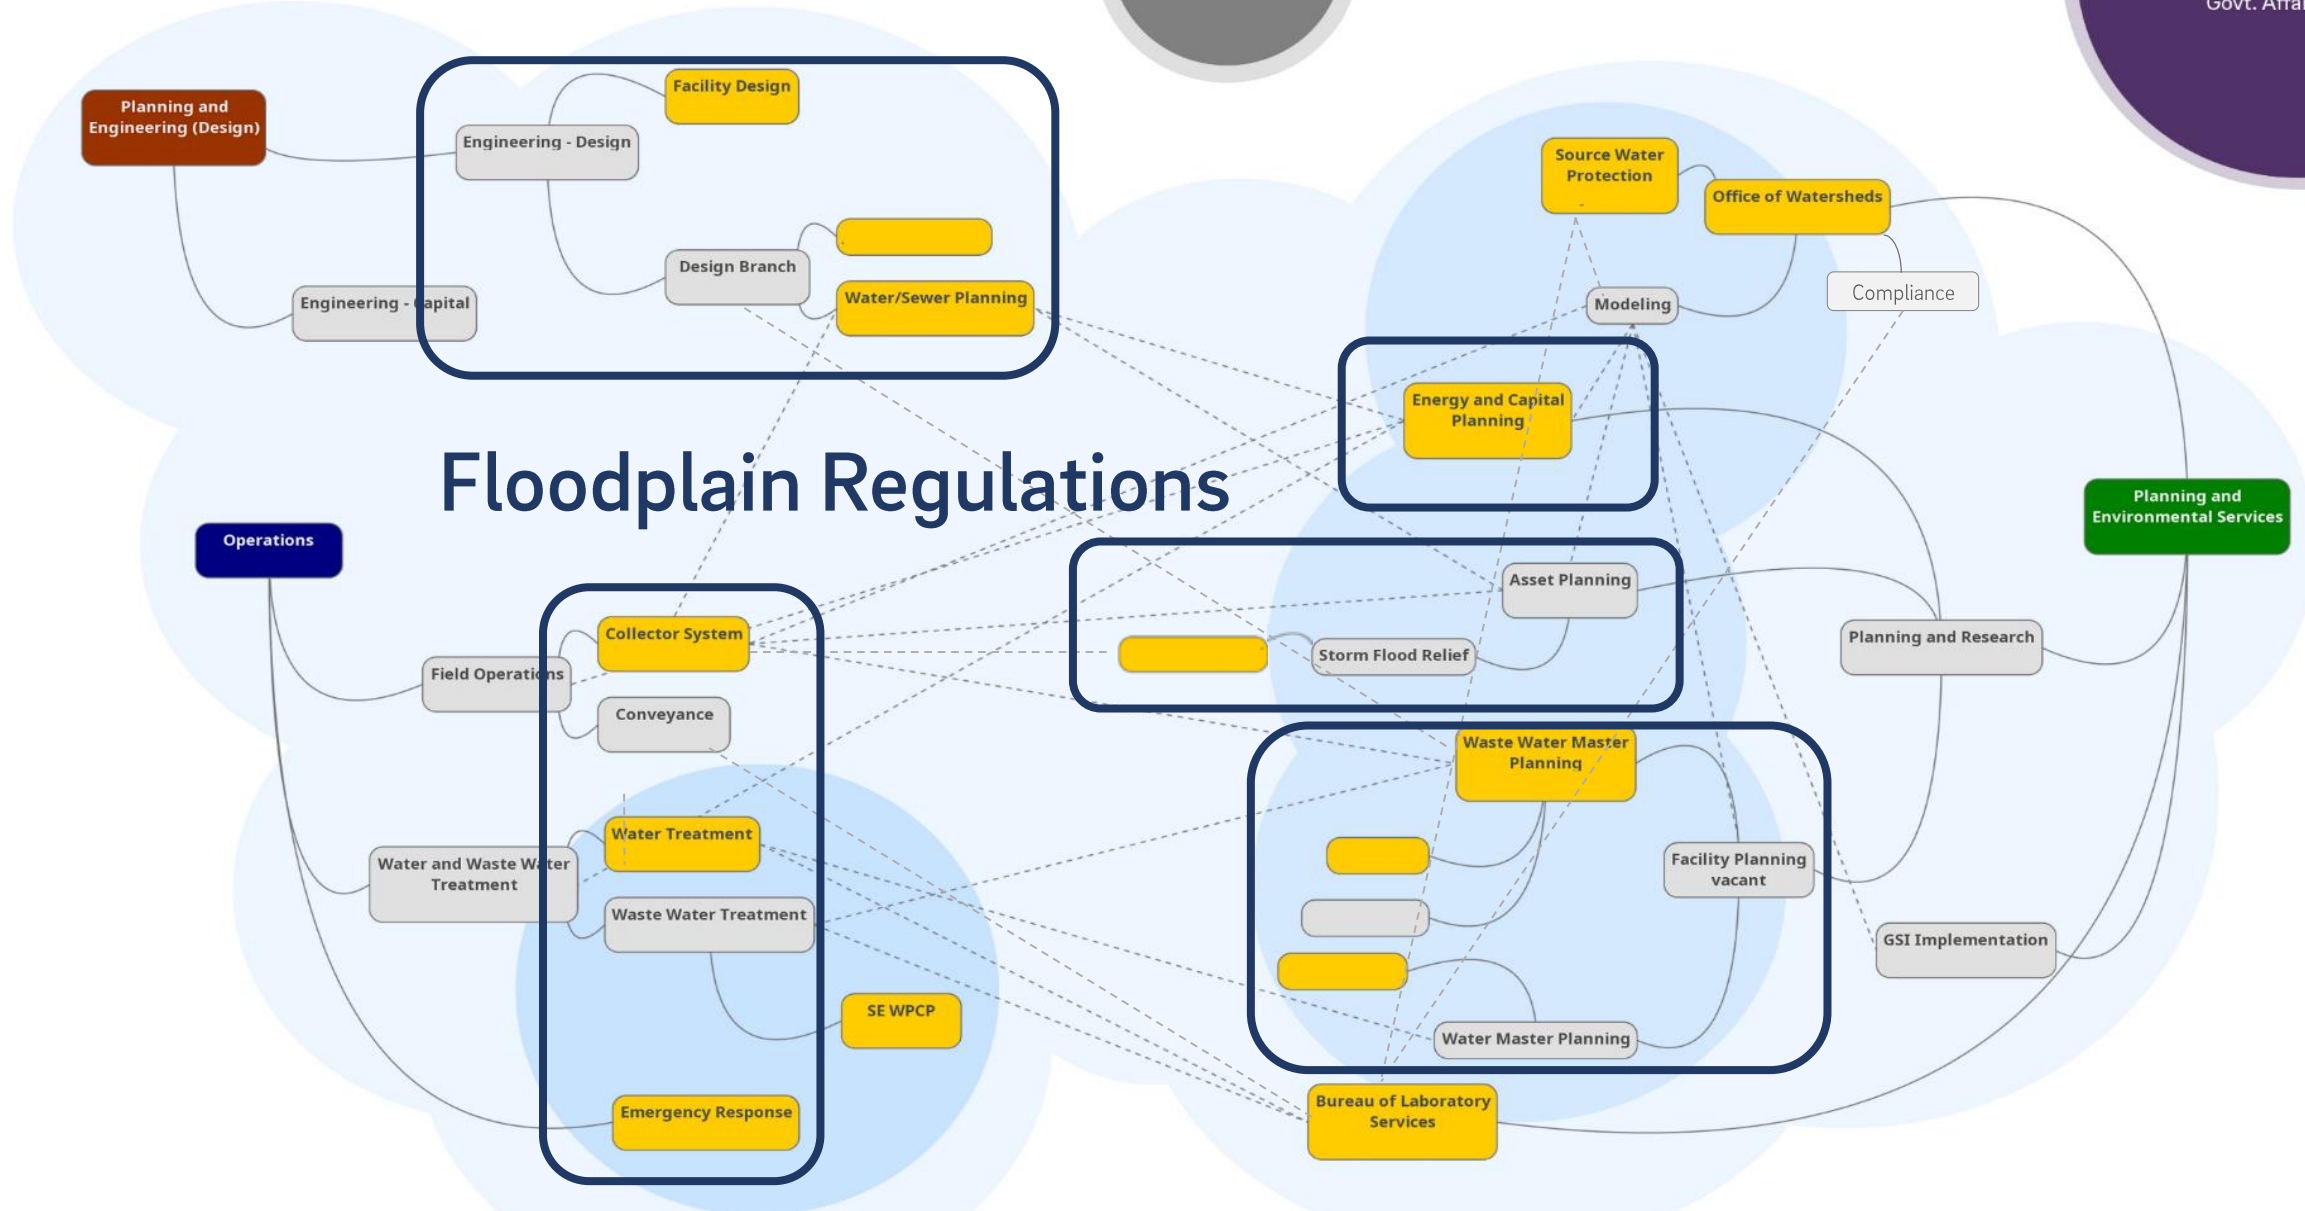 Govt. Affai
Planning and
Engineering (Design)
Engineering - Design
Facility Design
Design Branch
Water/Sewer Planning
Engineering - Capital
Source Water
Protection
Office of Watersheds
Compliance
Modeling
Energy and Capital
Planning
Floodplain Regulations
Planning and
Environmental Services
Operations
Asset Planning
Storm Flood Relief
Planning and Research
Collector System
Field Operations
Conveyance
Waste Water Master
Planning
Water Treatment
Water and Waste Water
Treatment
Waste Water Treatment
Facility Planning
vacant
GSI Implementation
SE WPCP
Water Master Planning
Emergency Response
Bureau of Laboratory
Services